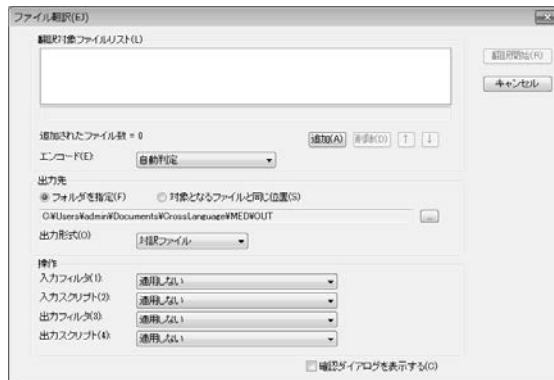 ファイル翻訳(EJ)
翻訳対象ファイルリスト(L)
翻訳開始(R)
キャンセル
追加されたファイル数 = 0
追加(A) 削除(D) ↑ ↓
エンコード(E): 自動判定
出力先
フォルダを指定(F) 対象となるファイルと同じ位置(S)
C:¥Users¥admin¥Documents¥CrossLanguage¥MED¥OUT ...
出力形式(O) 対訳ファイル
操作
入力フィルタ(1): 適用しない
入力スクリプト(2): 適用しない
出力フィルタ(3): 適用しない
出力スクリプト(4): 適用しない
確認ダイアログを表示する(C)